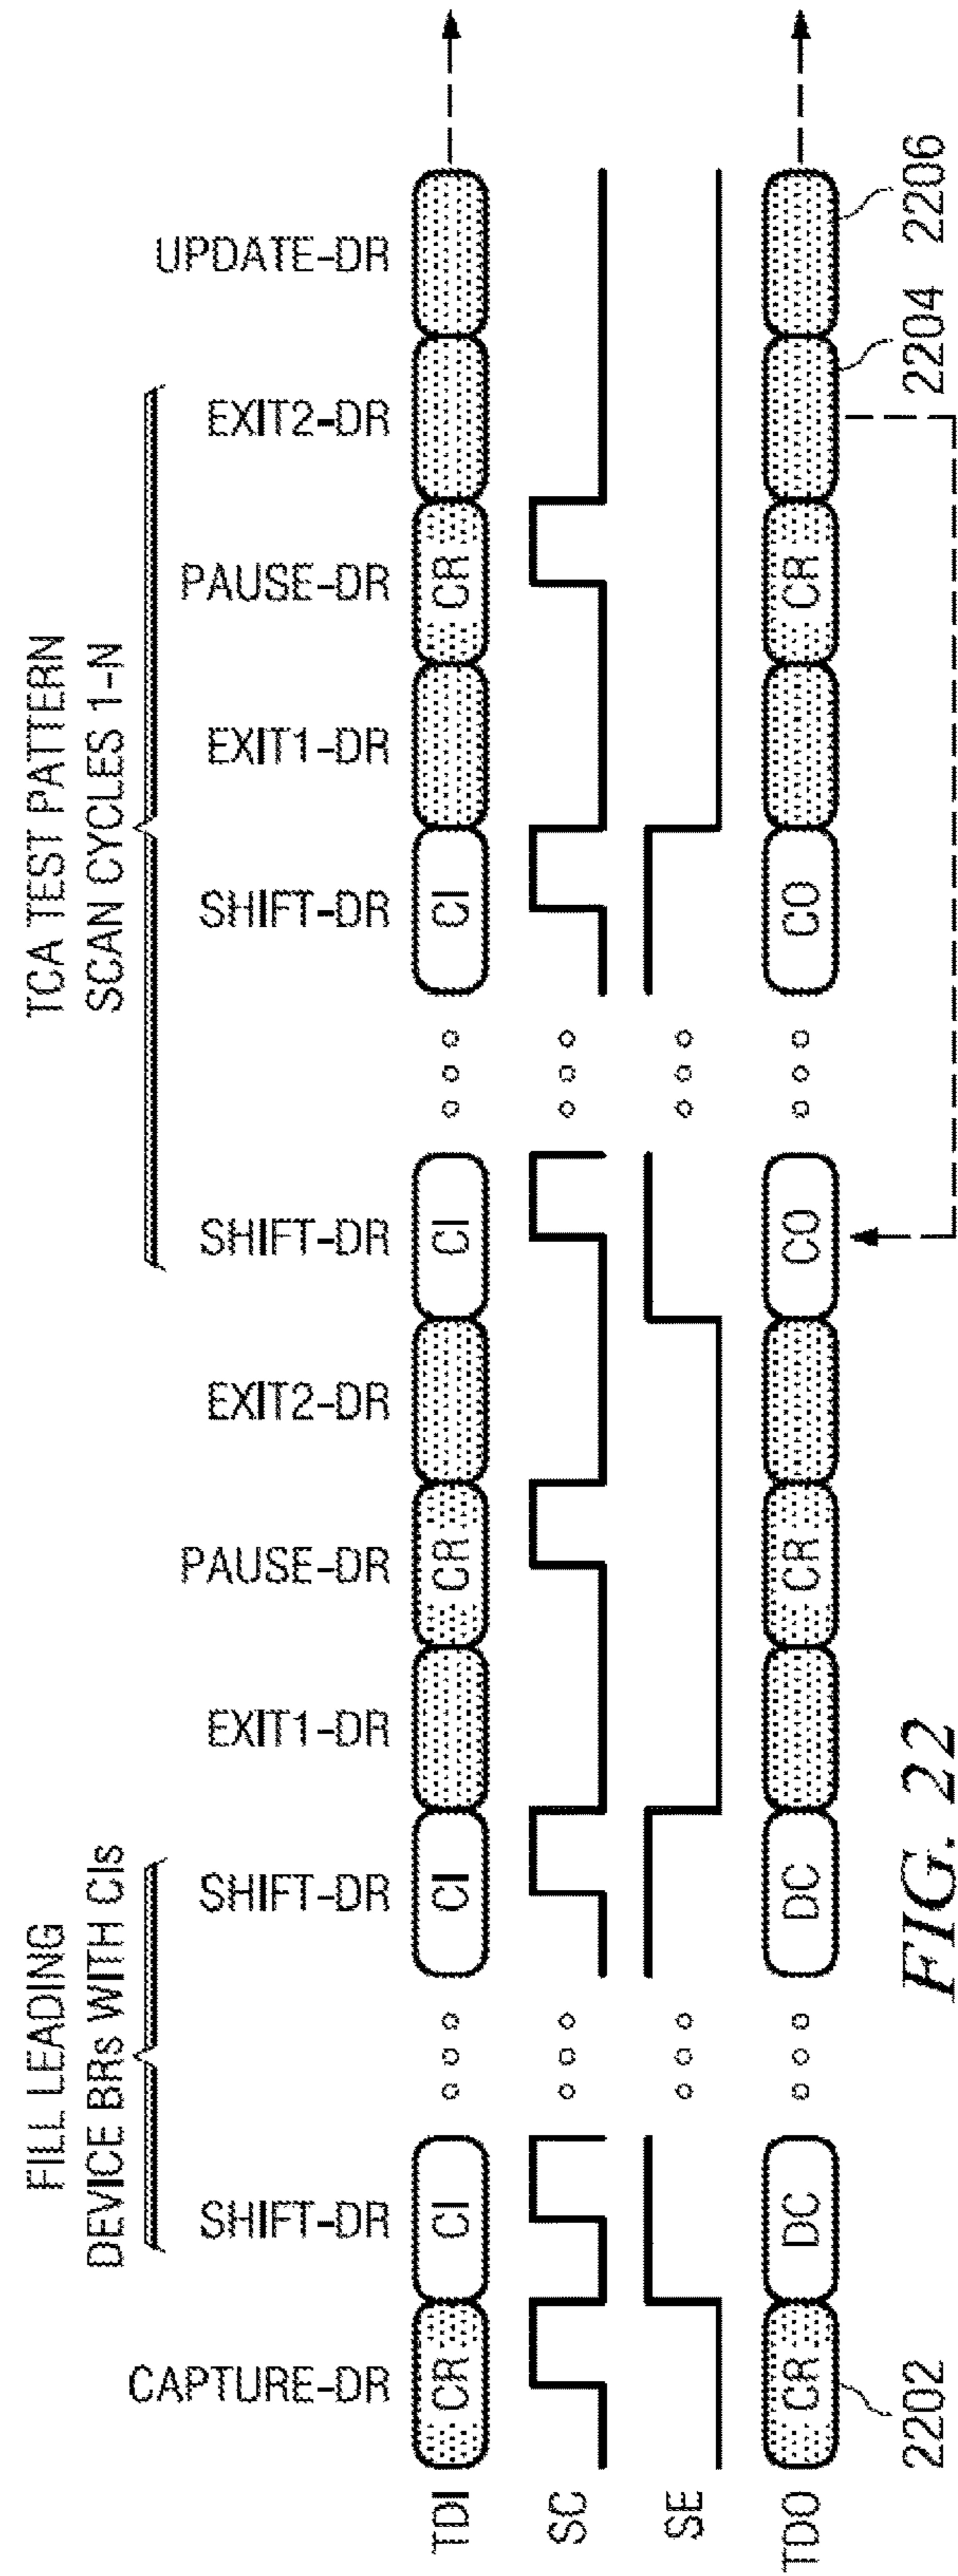 FILL LEADING
DEVICE BRs WITH CIs
TCA TEST PATTERN
SCAN CYCLES 1-N
CAPTURE-DR
SHIFT-DR
SHIFT-DR
EXIT1-DR
PAUSE-DR
EXIT2-DR
SHIFT-DR
SHIFT-DR
EXIT1-DR
PAUSE-DR
EXIT2-DR
UPDATE-DR
TDI CR CI CI CR CI CI CR
SC
SE
TDO CR DC DC CR CO CO CR
2202
2204
2206
FIG. 22